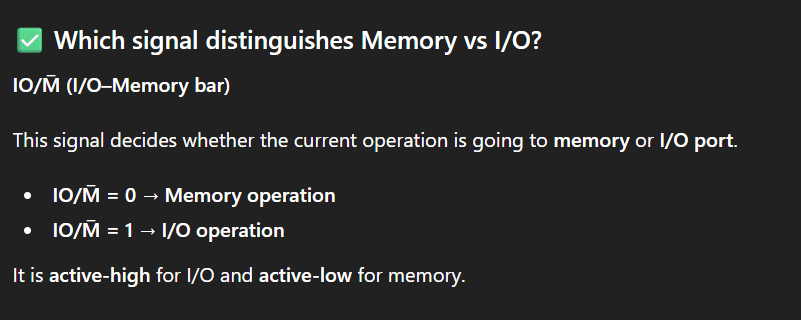 ✅ Which signal distinguishes Memory vs I/O?
IO/M̅ (I/O–Memory bar)
This signal decides whether the current operation is going to memory or I/O port.
• IO/M̅ = 0 → Memory operation
• IO/M̅ = 1 → I/O operation
It is active-high for I/O and active-low for memory.